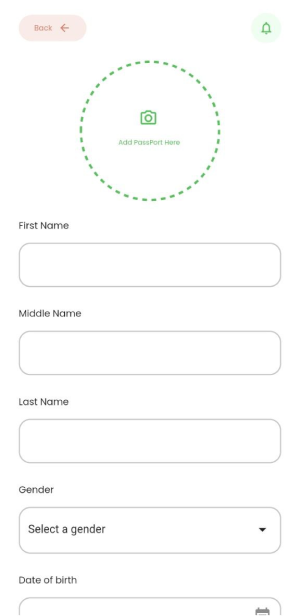 Back
Add PassPort Here
First Name
Middle Name
Last Name
Gender
Select a gender
Date of birth